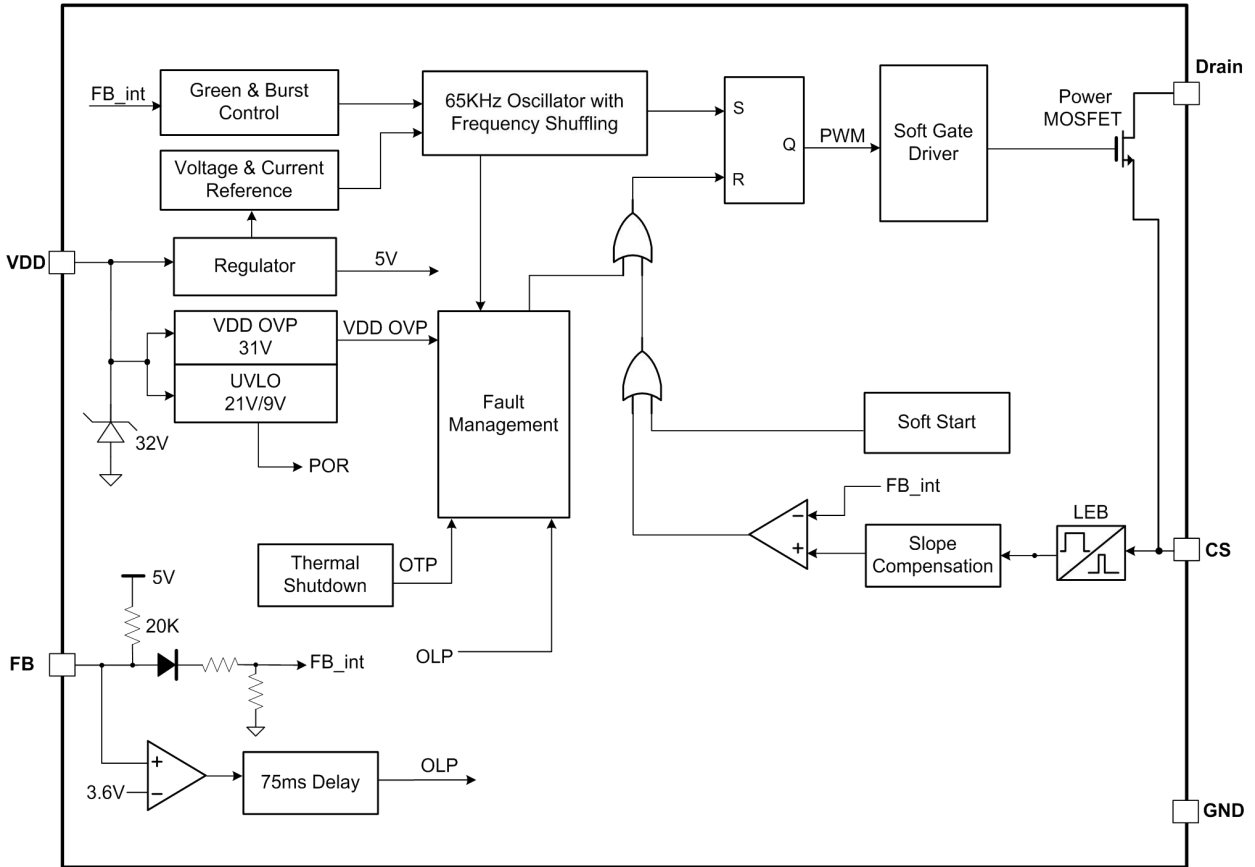 Drain
FB_int
Green & Burst
Control
65KHz Oscillator with
Frequency Shuffling
S
Q
R
PWM
Soft Gate
Driver
Power
MOSFET
Voltage & Current
Reference
VDD
Regulator
5V
VDD OVP
31V
VDD OVP
UVLO
21V/9V
32V
POR
Fault
Management
Soft Start
FB_int
LEB
Slope
Compensation
CS
Thermal
Shutdown
OTP
5V
20K
FB
FB_int
OLP
3.6V
75ms Delay
OLP
GND